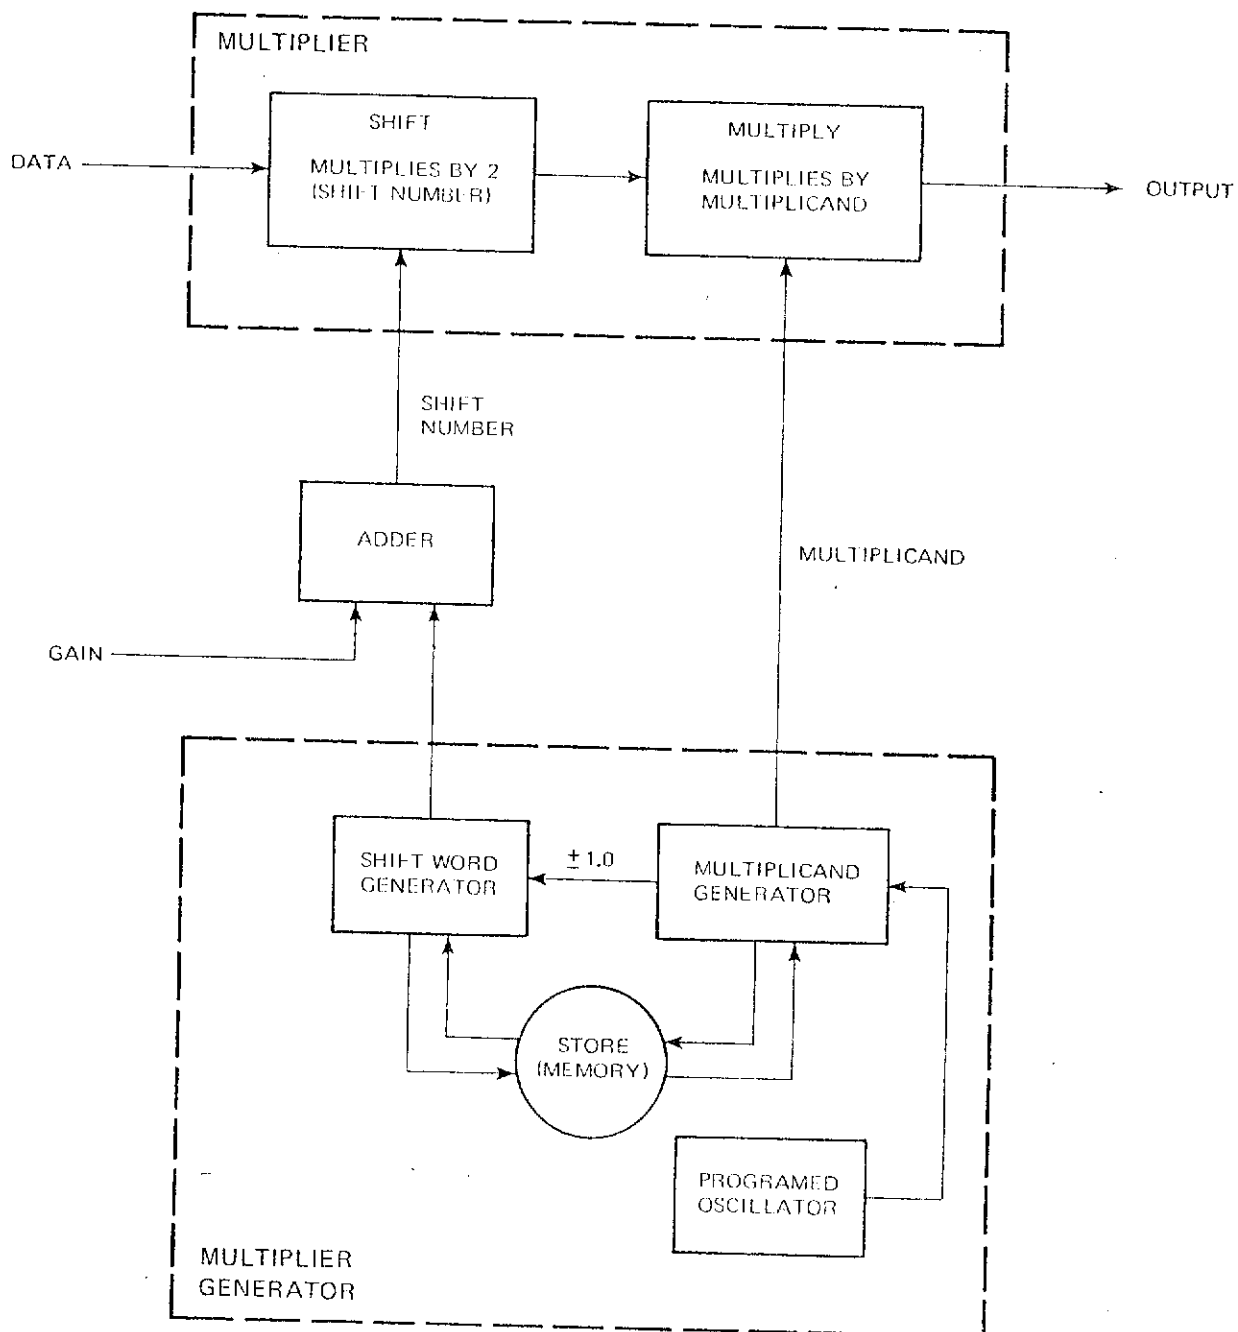 MULTIPLIER
SHIFT
MULTIPLIES BY 2
(SHIFT NUMBER)
MULTIPLY
MULTIPLIES BY
MULTIPLICAND
DATA
OUTPUT
SHIFT
NUMBER
ADDER
MULTIPLICAND
GAIN
SHIFT WORD
GENERATOR
± 1.0
MULTIPLICAND
GENERATOR
STORE
(MEMORY)
PROGRAMED
OSCILLATOR
MULTIPLIER
GENERATOR